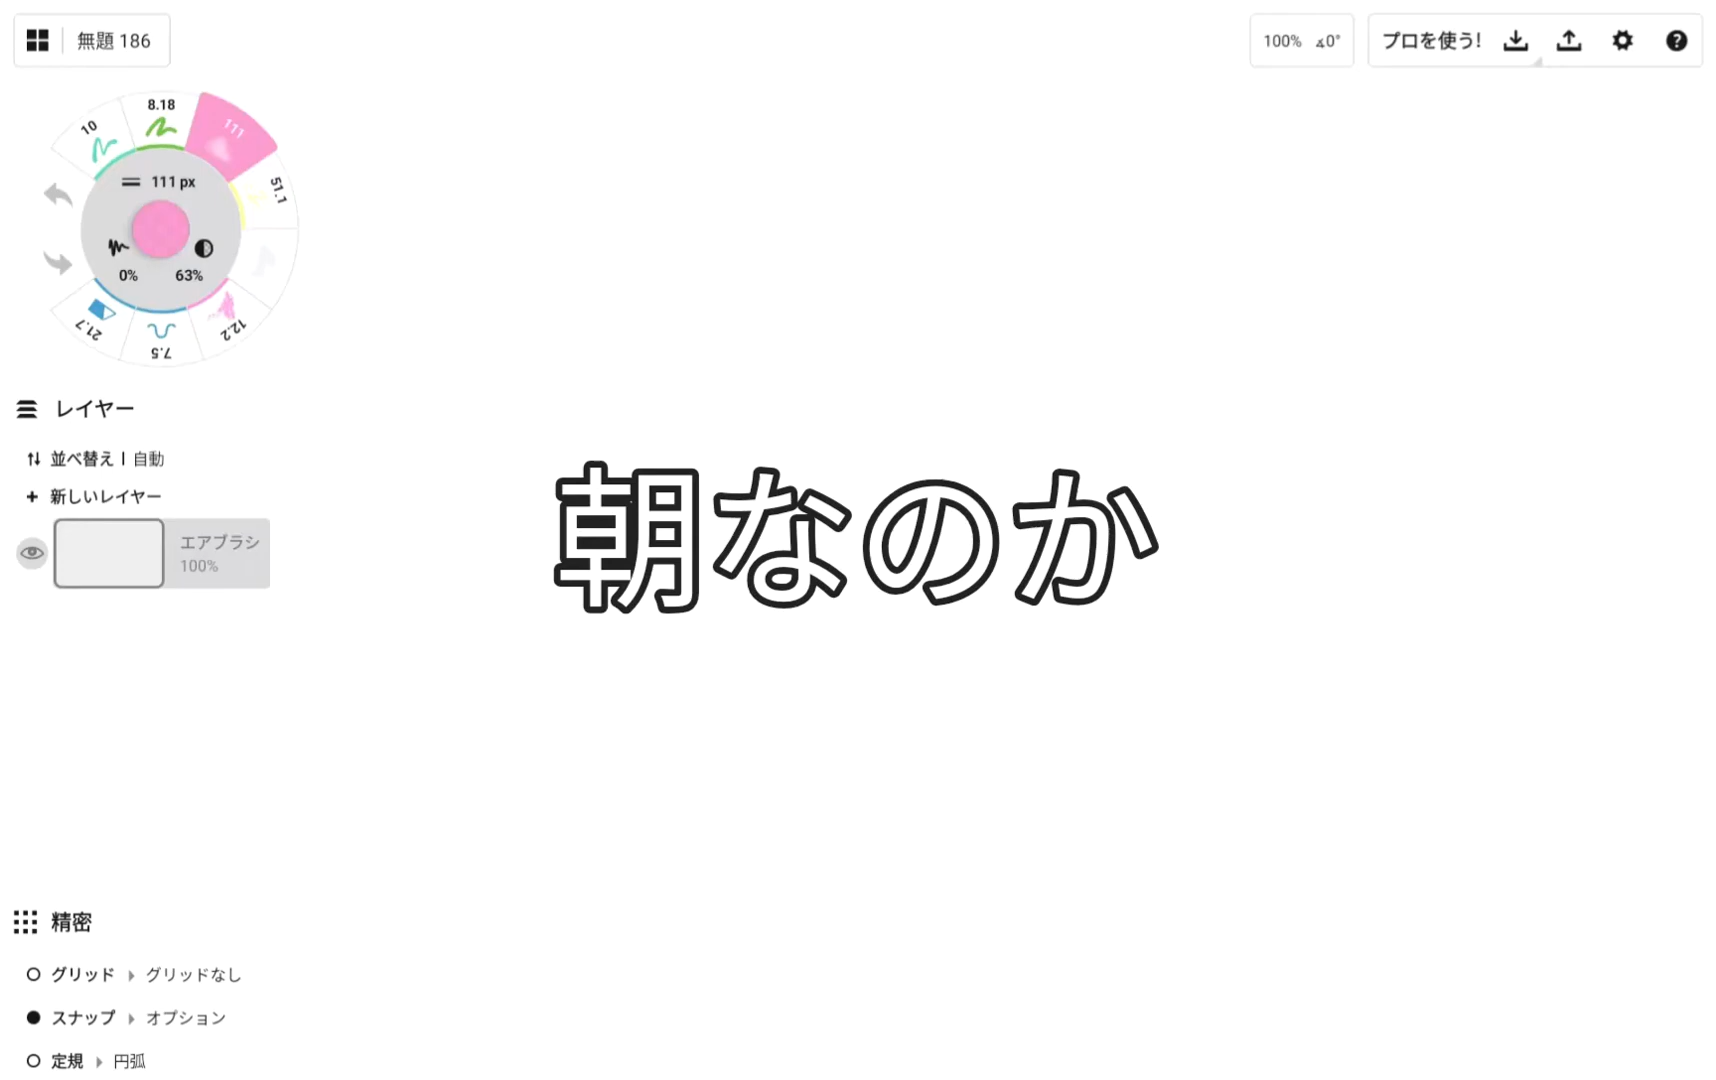 無題 186
100% ∡0°
プロを使う!
10
8.18
111
51.1
111 px
0%
63%
21.7
7.5
12.2
レイヤー
並べ替え | 自動
新しいレイヤー
エアブラシ
100%
朝なのか
精密
グリッド グリッドなし
スナップ オプション
定規 円弧